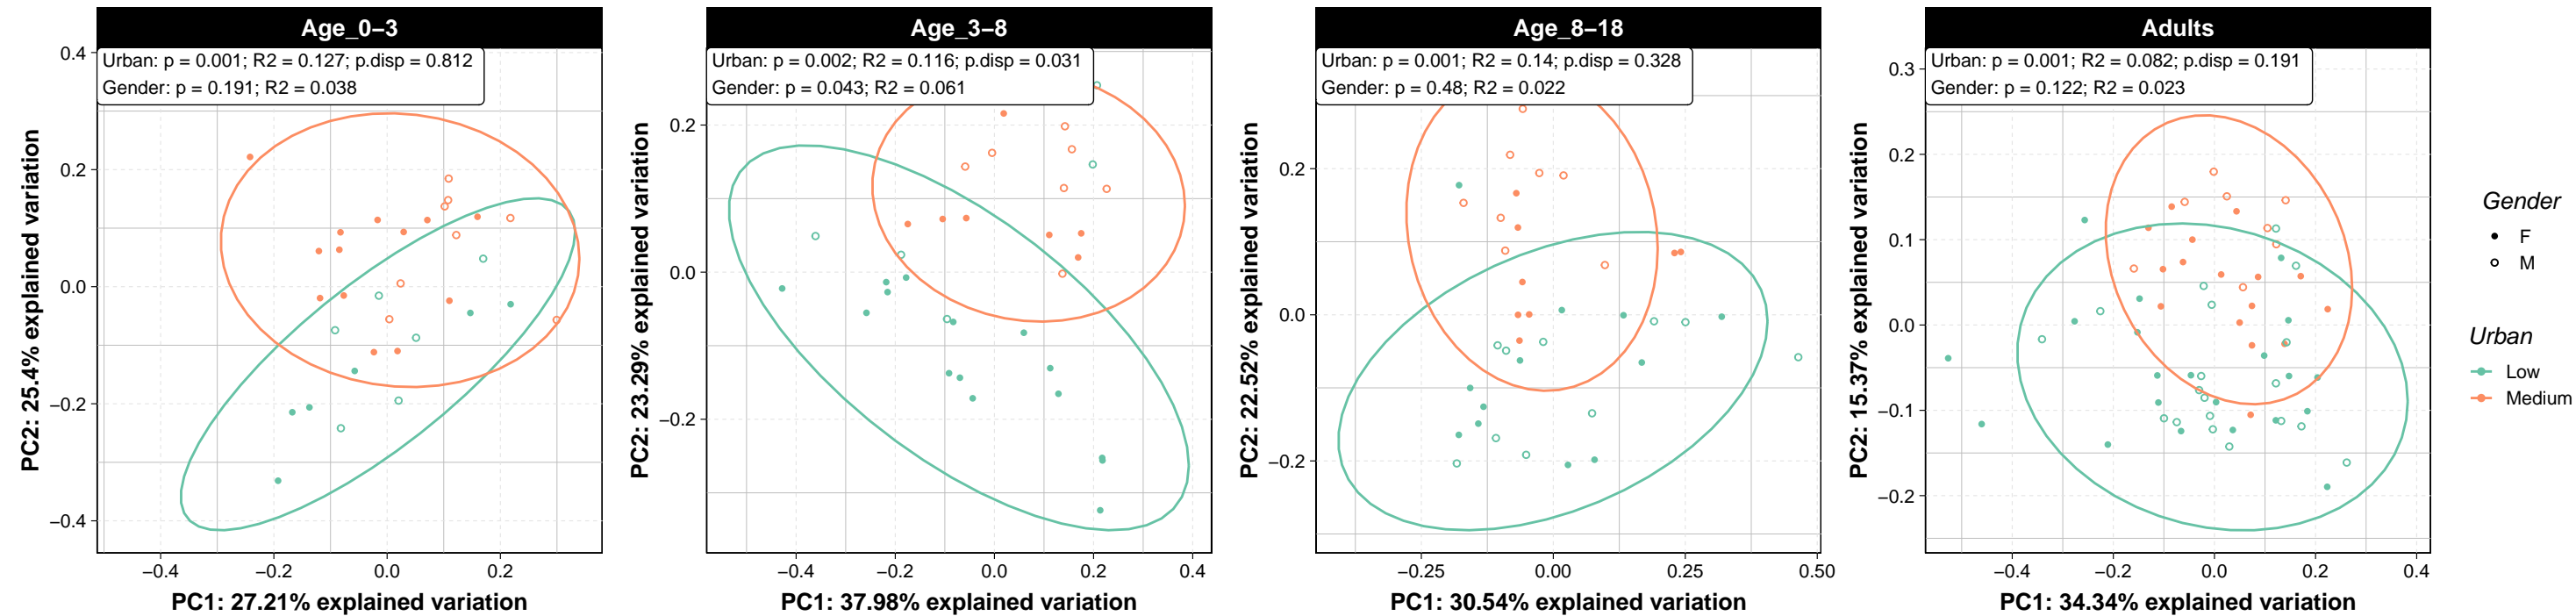 Age_0−3
Urban: p = 0.001; R2 = 0.127; p.disp = 0.812
Gender: p = 0.191; R2 = 0.038
0.4
0.2
0.0
−0.2
−0.4
PC2: 25.4% explained variation
−0.4
−0.2
0.0
0.2
PC1: 27.21% explained variation
Age_3−8
Urban: p = 0.002; R2 = 0.116; p.disp = 0.031
Gender: p = 0.043; R2 = 0.061
0.2
0.0
−0.2
PC2: 23.29% explained variation
−0.4
−0.2
0.0
0.2
0.4
PC1: 37.98% explained variation
Age_8−18
Urban: p = 0.001; R2 = 0.14; p.disp = 0.328
Gender: p = 0.48; R2 = 0.022
0.2
0.0
−0.2
PC2: 22.52% explained variation
−0.25
0.00
0.25
0.50
PC1: 30.54% explained variation
Adults
Urban: p = 0.001; R2 = 0.082; p.disp = 0.191
Gender: p = 0.122; R2 = 0.023
0.3
0.2
0.1
0.0
−0.1
−0.2
PC2: 15.37% explained variation
−0.4
−0.2
0.0
0.2
0.4
PC1: 34.34% explained variation
Gender
F
M
Urban
Low
Medium